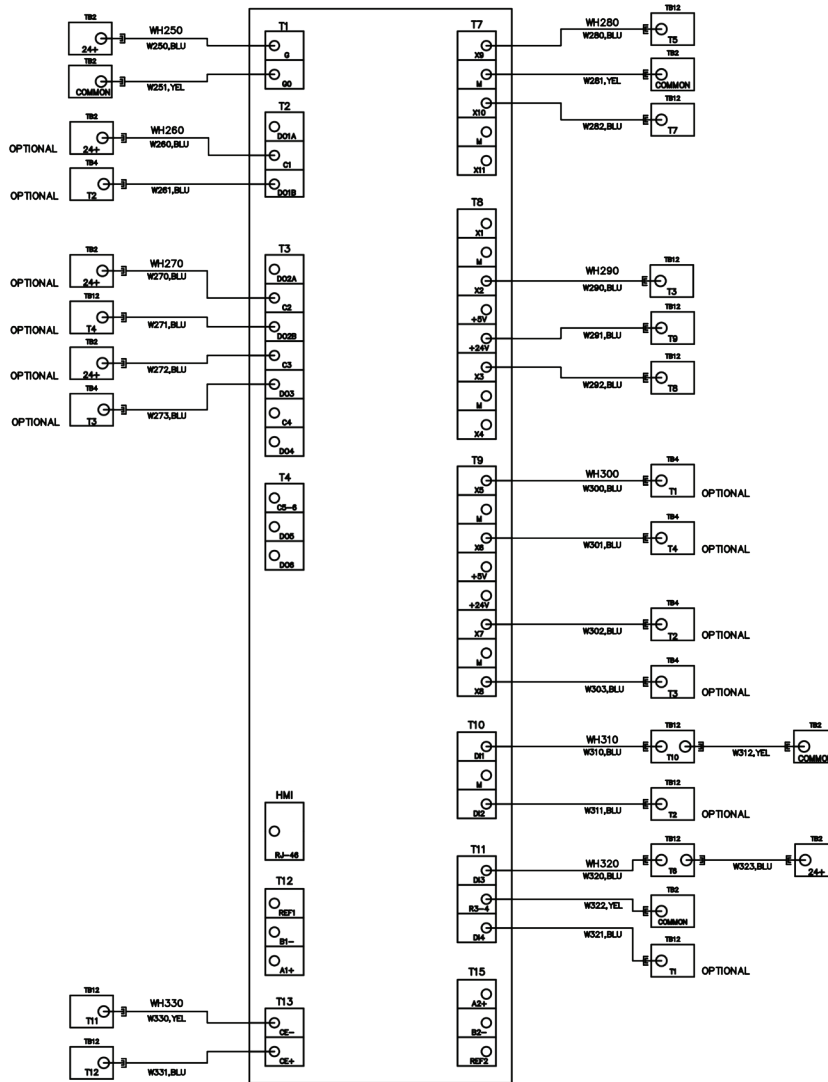 TB2
24+
WH250
W250,BLU
T1
G
TB2
COMMON
W251,YEL
G0
TB2
24+
OPTIONAL
WH260
W260,BLU
T2
DO1A
C1
TB4
T2
OPTIONAL
W261,BLU
DO1B
TB2
24+
OPTIONAL
WH270
W270,BLU
T3
DO2A
C2
TB12
T4
OPTIONAL
W271,BLU
DO2B
TB2
24+
OPTIONAL
W272,BLU
C3
TB4
T3
OPTIONAL
W273,BLU
DO3
C4
DO4
T4
C5-6
DO5
DO6
HMI
RJ-46
T12
REF1
B1-
A1+
TB12
T11
WH330
W330,YEL
T13
CE-
TB12
T12
W331,BLU
CE+
T7
X9
WH280
W280,BLU
TB12
T5
M
W281,YEL
TB2
COMMON
X10
W282,BLU
TB12
T7
M
X11
T8
X1
M
X2
WH290
W290,BLU
TB12
T3
+5V
+24V
W291,BLU
TB12
T9
X3
W292,BLU
TB12
T8
M
X4
T9
X5
WH300
W300,BLU
TB4
T1
OPTIONAL
M
X6
W301,BLU
TB4
T4
OPTIONAL
+5V
+24V
X7
W302,BLU
TB4
T2
OPTIONAL
M
X8
W303,BLU
TB4
T3
OPTIONAL
T10
DI1
WH310
W310,BLU
TB12
T10
W312,YEL
TB2
COMMON
M
DI2
W311,BLU
TB12
T2
OPTIONAL
T11
DI3
WH320
W320,BLU
TB12
T6
W323,BLU
TB2
24+
R3-4
W322,YEL
TB2
COMMON
DI4
W321,BLU
TB12
T1
OPTIONAL
T15
A2+
B2-
REF2